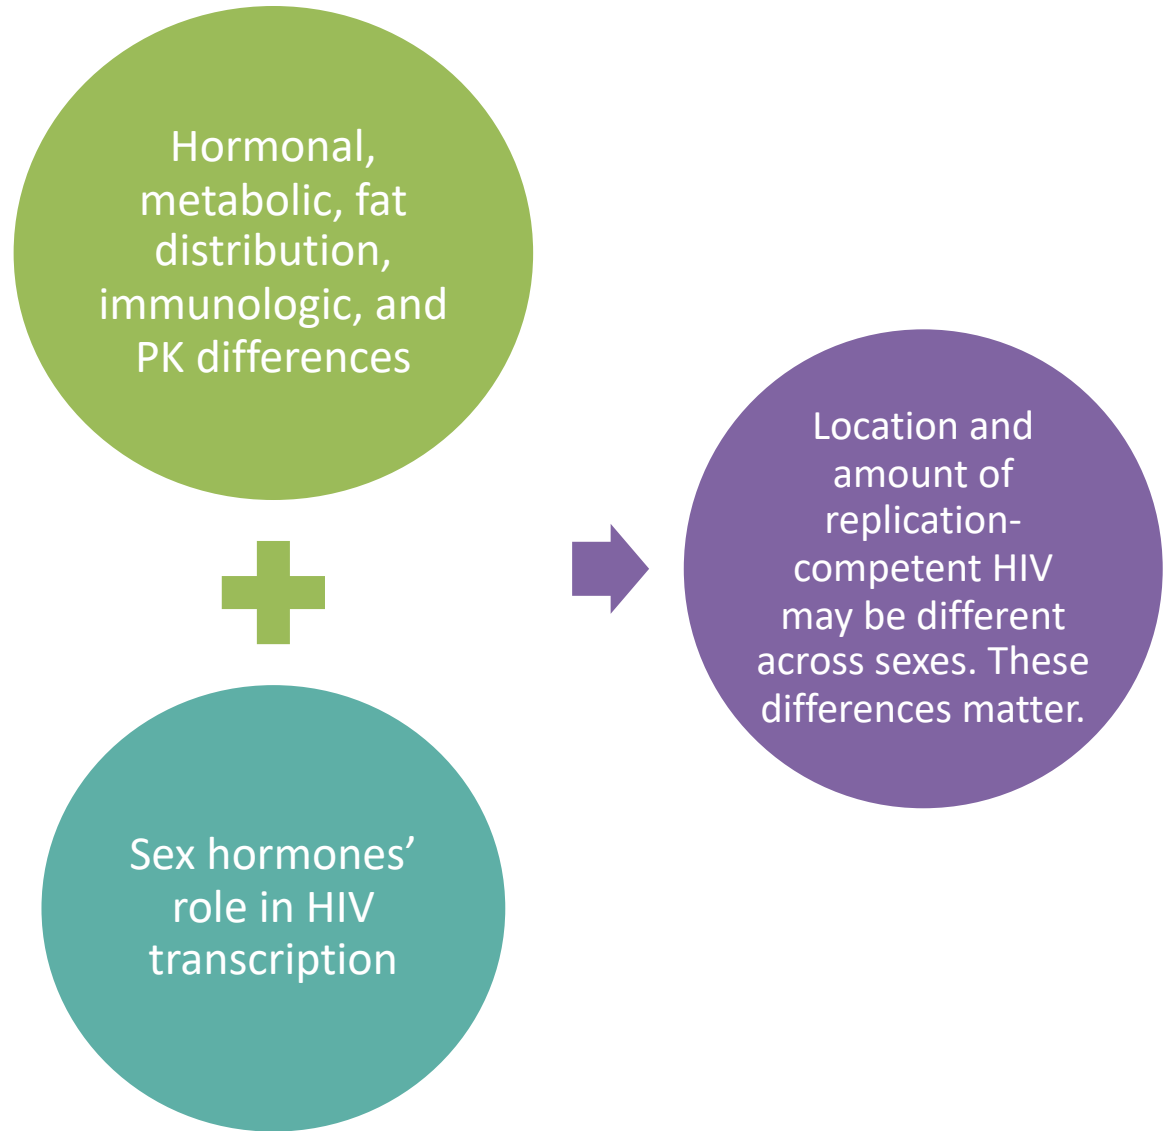 Hormonal,
metabolic, fat
distribution,
immunologic, and
PK differences
Sex hormones’
role in HIV
transcription
Location and
amount of
replication-
competent HIV
may be different
across sexes. These
differences matter.